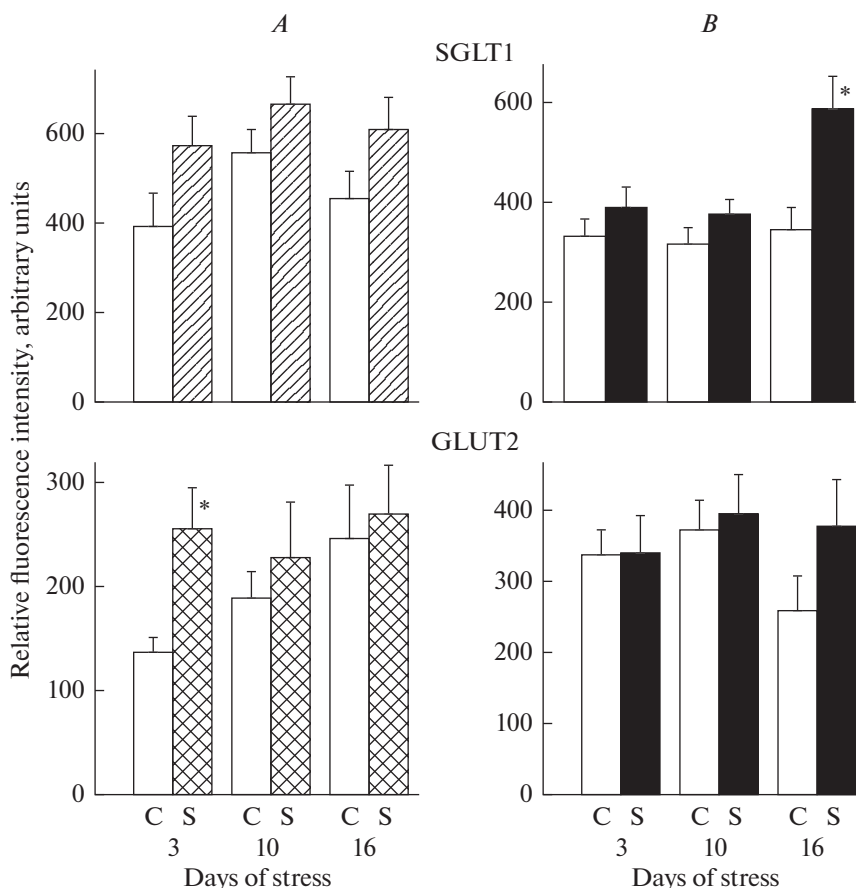 A
B
SGLT1
Relative fluorescence intensity, arbitrary units
600
400
200
0
600
400
200
0
*
GLUT2
300
200
100
0
*
400
300
200
100
0
C S C S C S
3 10 16
Days of stress
C S C S C S
3 10 16
Days of stress